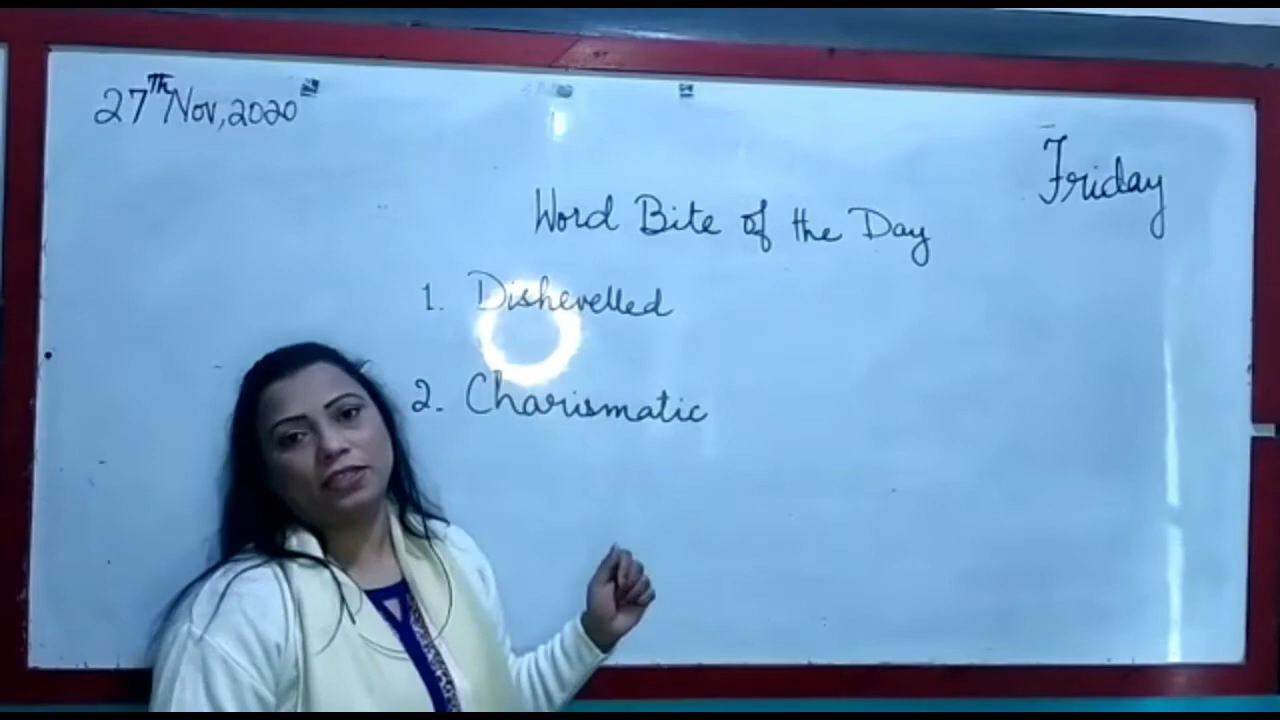 27Th Nov, 2020
Friday
Word Bite of the Day
1. Dishevelled
2. Charismatic